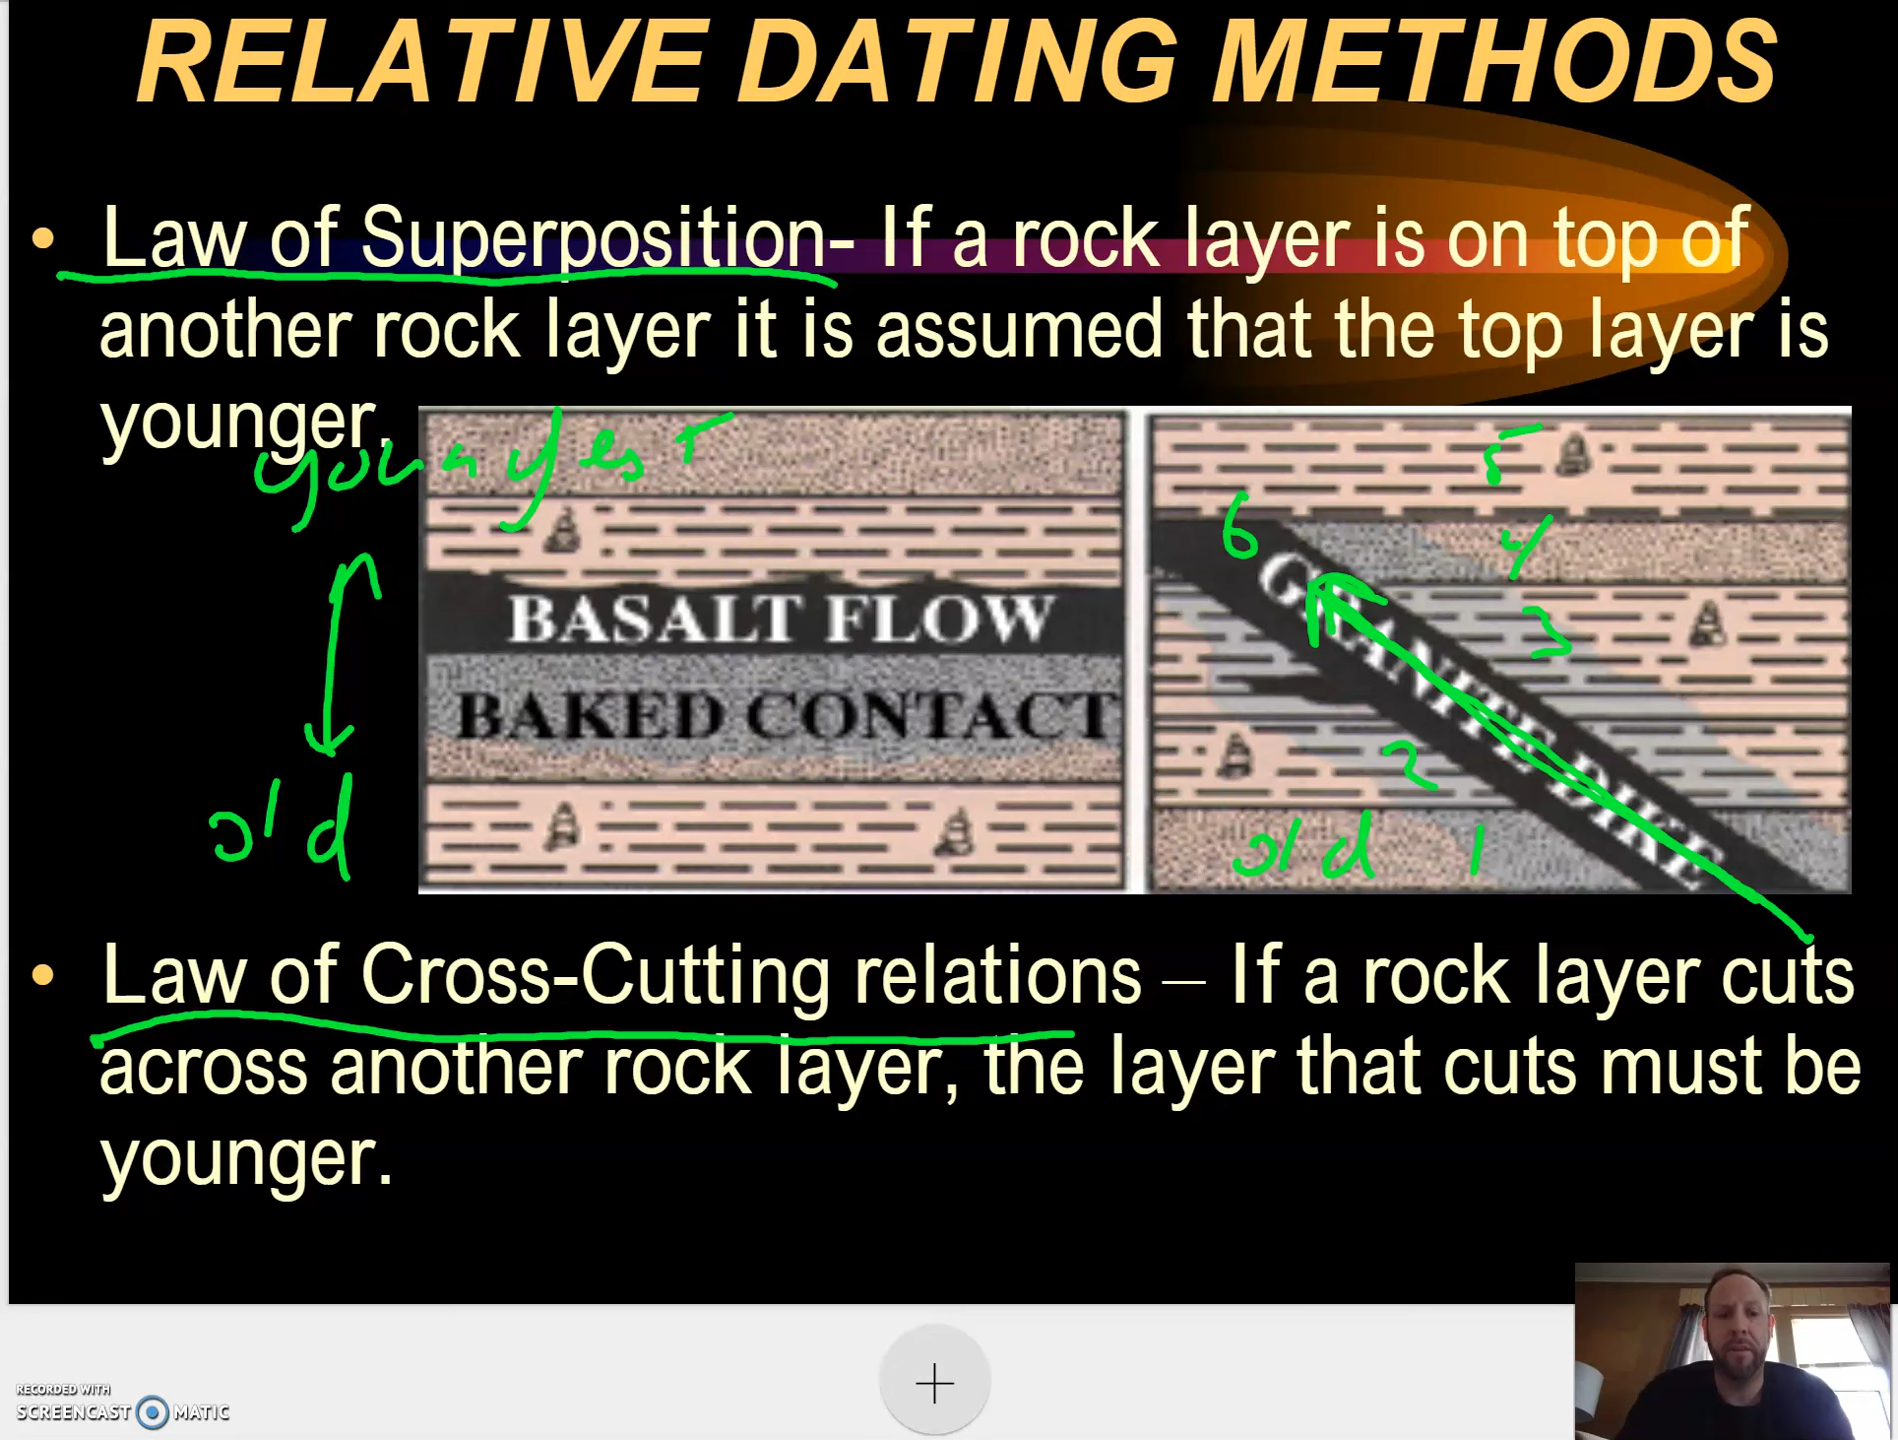 RELATIVE DATING METHODS
• Law of Superposition- If a rock layer is on top of
another rock layer it is assumed that the top layer is
younger.
youngest
old
BASALT FLOW
BAKED CONTACT
5
6
4
3
GRANITE DIKE
2
old 1
• Law of Cross-Cutting relations – If a rock layer cuts
across another rock layer, the layer that cuts must be
younger.
RECORDED WITH
SCREENCAST MATIC